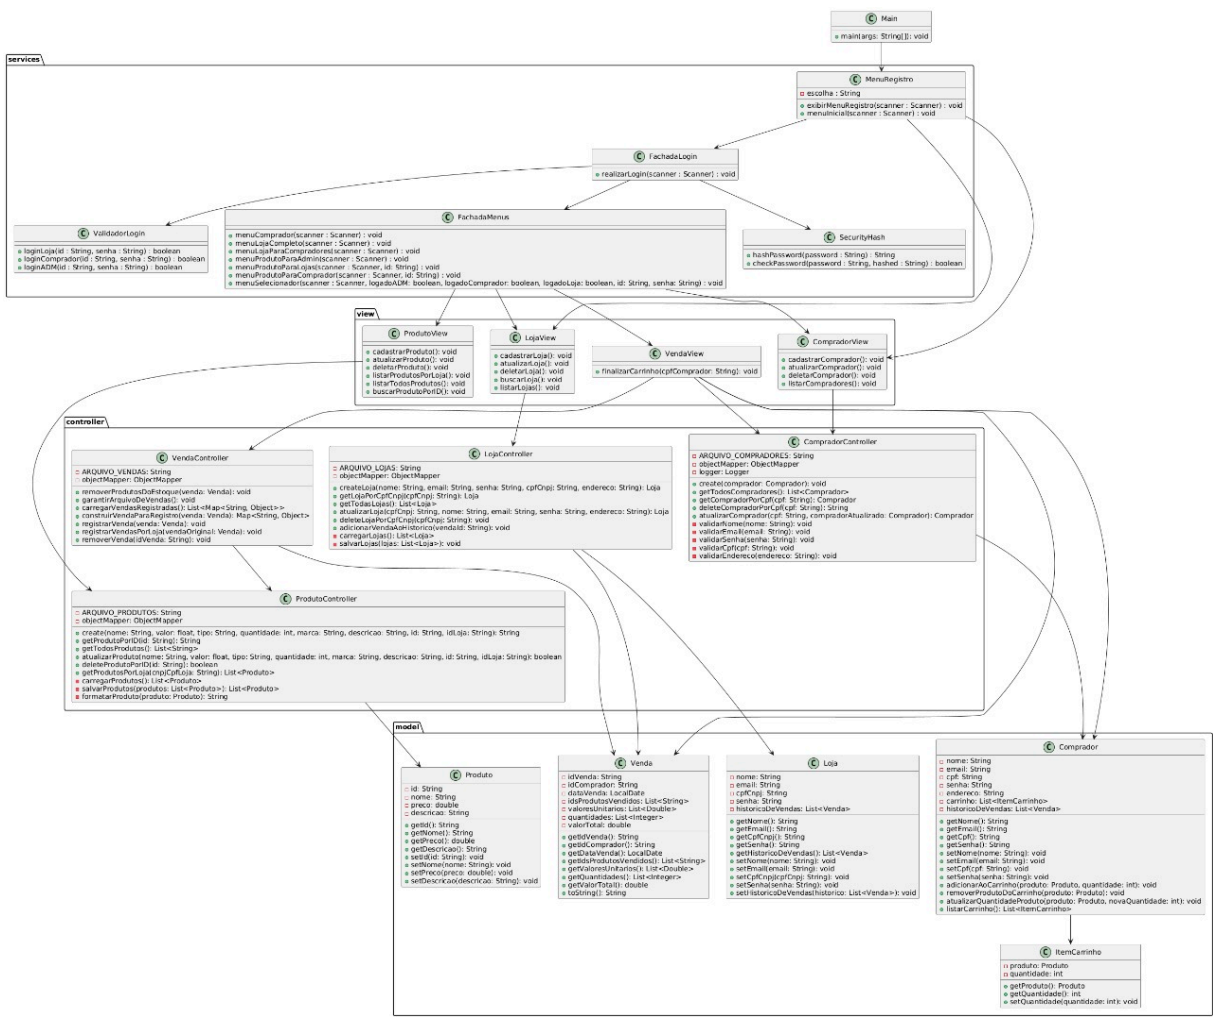 C Main
main(args: String[]): void
services
C MenuRegistro
escolha : String
exibirMenuRegistro(scanner : Scanner) : void
menuInicial(scanner : Scanner) : void
C FachadaLogin
realizarLogin(scanner : Scanner) : void
C ValidadorLogin
loginLoja(id : String, senha : String) : boolean
loginComprador(id : String, senha : String) : boolean
loginADM(id : String, senha : String) : boolean
C FachadaMenus
menuComprador(scanner : Scanner) : void
menuLojaCompleto(scanner : Scanner) : void
menuLojaParaCompradores(scanner : Scanner) : void
menuProdutoParaAdmin(scanner : Scanner) : void
menuProdutoParaLojas(scanner : Scanner, id: String) : void
menuProdutoParaComprador(scanner : Scanner, id: String) : void
menuSelecionador(scanner : Scanner, logadoADM: boolean, logadoComprador: boolean, logadoLoja: boolean, id: String, senha: String) : void
C SecurityHash
hashPassword(password : String) : String
checkPassword(password : String, hashed : String) : boolean
view
C ProdutoView
cadastrarProduto(): void
atualizarProduto(): void
deletarProduto(): void
listarProdutosPorLoja(): void
listarTodosProdutos(): void
buscarProdutoPorID(): void
C LojaView
cadastrarLoja(): void
atualizarLoja(): void
deletarLoja(): void
buscarLoja(): void
listarLojas(): void
C VendaView
finalizarCarrinho(cpfComprador: String): void
C CompradorView
cadastrarComprador(): void
atualizarComprador(): void
deletarComprador(): void
listarCompradores(): void
controller
C VendaController
ARQUIVO_VENDAS: String
objectMapper: ObjectMapper
removerProdutosDoEstoque(venda: Venda): void
garantirArquivoDeVendas(): void
carregarVendasRegistradas(): List<Map<String, Object>>
construirVendaParaRegistro(venda: Venda): Map<String, Object>
registrarVenda(venda: Venda): void
registrarVendasPorLoja(vendaOriginal: Venda): void
removerVenda(idVenda: String): void
C LojaController
ARQUIVO_LOJAS: String
objectMapper: ObjectMapper
createLoja(nome: String, email: String, senha: String, cpfCnpj: String, endereco: String): Loja
getLojaPorCpfCnpj(cpfCnpj: String): Loja
getTodasLojas(): List<Loja>
atualizarLoja(cpfCnpj: String, nome: String, email: String, senha: String, endereco: String): Loja
deleteLojaPorCpfCnpj(cpfCnpj: String): void
adicionarVendaAoHistorico(vendaId: String): void
carregarLojas(): List<Loja>
salvarLojas(lojas: List<Loja>): void
C CompradorController
ARQUIVO_COMPRADORES: String
objectMapper: ObjectMapper
logger: Logger
create(comprador: Comprador): void
getTodosCompradores(): List<Comprador>
getCompradorPorCpf(cpf: String): Comprador
deleteCompradorPorCpf(cpf: String): String
atualizarComprador(cpf: String, compradorAtualizado: Comprador): Comprador
validarNome(nome: String): void
validarEmail(email: String): void
validarSenha(senha: String): void
validarCpf(cpf: String): void
validarEndereco(endereco: String): void
C ProdutoController
ARQUIVO_PRODUTOS: String
objectMapper: ObjectMapper
create(nome: String, valor: float, tipo: String, quantidade: int, marca: String, descricao: String, id: String, idLoja: String): String
getProdutoPorID(id: String): String
getTodosProdutos(): List<String>
atualizarProduto(nome: String, valor: float, tipo: String, quantidade: int, marca: String, descricao: String, id: String, idLoja: String): boolean
deleteProdutoPorID(id: String): boolean
getProdutosPorLoja(cnpjCpfLoja: String): List<Produto>
carregarProdutos(): List<Produto>
salvarProdutos(produtos: List<Produto>): List<Produto>
formatarProduto(produto: Produto): String
model
C Produto
id: String
nome: String
preco: double
descricao: String
getId(): String
getNome(): String
getPreco(): double
getDescricao(): String
setId(id: String): void
setNome(nome: String): void
setPreco(preco: double): void
setDescricao(descricao: String): void
C Venda
idVenda: String
idComprador: String
dataVenda: LocalDate
idsProdutosVendidos: List<String>
valoresUnitarios: List<Double>
quantidades: List<Integer>
valorTotal: double
getIdVenda(): String
getIdComprador(): String
getDataVenda(): LocalDate
getIdsProdutosVendidos(): List<String>
getValoresUnitarios(): List<Double>
getQuantidades(): List<Integer>
getValorTotal(): double
toString(): String
C Loja
nome: String
email: String
cpfCnpj: String
senha: String
historicoDeVendas: List<Venda>
getNome(): String
getEmail(): String
getCpfCnpj(): String
getSenha(): String
getHistoricoDeVendas(): List<Venda>
setNome(nome: String): void
setEmail(email: String): void
setCpfCnpj(cpfCnpj: String): void
setSenha(senha: String): void
setHistoricoDeVendas(historico: List<Venda>): void
C Comprador
nome: String
email: String
cpf: String
senha: String
endereco: String
carrinho: List<ItemCarrinho>
historicoDeVendas: List<Venda>
getNome(): String
getEmail(): String
getCpf(): String
getSenha(): String
setNome(nome: String): void
setEmail(email: String): void
setCpf(cpf: String): void
setSenha(senha: String): void
adicionarAoCarrinho(produto: Produto, quantidade: int): void
removerProdutoDoCarrinho(produto: Produto): void
atualizarQuantidadeProduto(produto: Produto, novaQuantidade: int): void
listarCarrinho(): List<ItemCarrinho>
C ItemCarrinho
produto: Produto
quantidade: int
getProduto(): Produto
getQuantidade(): int
setQuantidade(quantidade: int): void